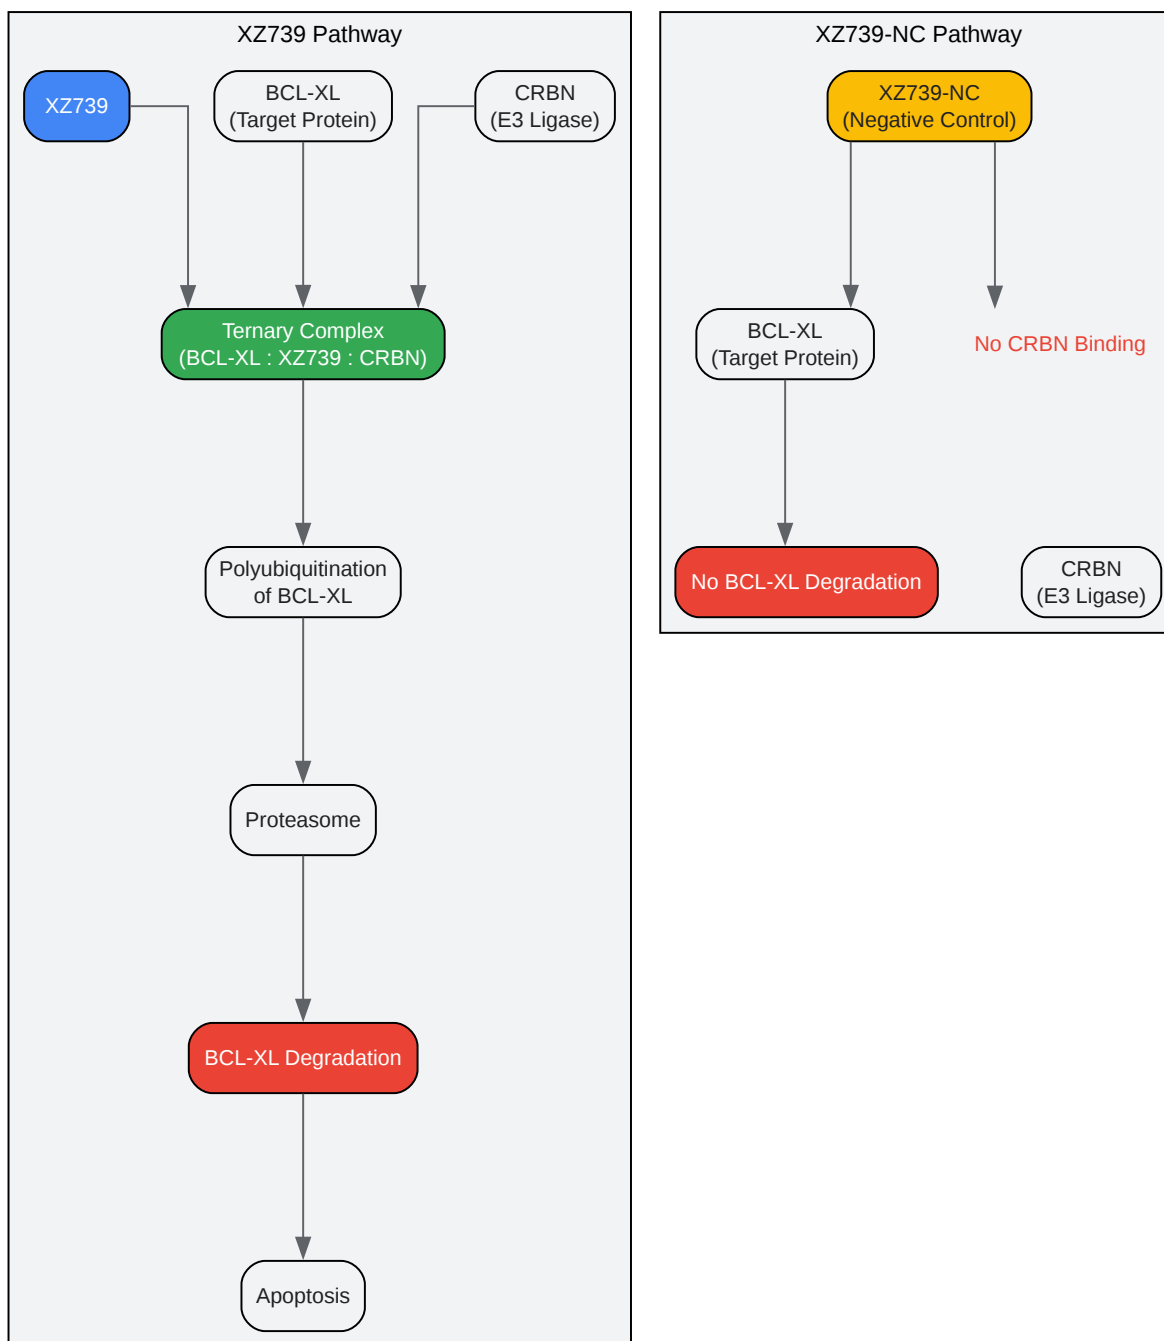 XZ739 Pathway
XZ739
BCL-XL
(Target Protein)
CRBN
(E3 Ligase)
Ternary Complex
(BCL-XL : XZ739 : CRBN)
Polyubiquitination
of BCL-XL
Proteasome
BCL-XL Degradation
Apoptosis
XZ739-NC Pathway
XZ739-NC
(Negative Control)
BCL-XL
(Target Protein)
No CRBN Binding
No BCL-XL Degradation
CRBN
(E3 Ligase)